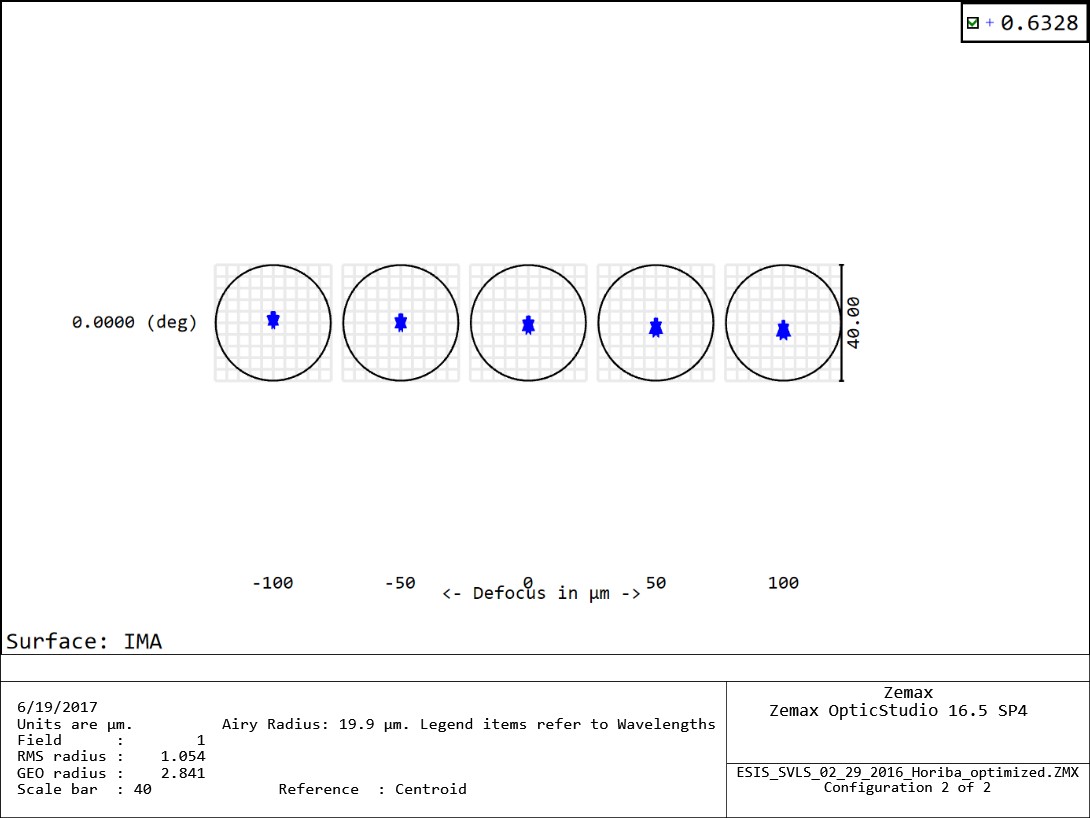 + 0.6328
0.0000 (deg)
40.00
-100 -50 0 50 100
<- Defocus in µm ->
Surface: IMA
6/19/2017
Units are µm. Airy Radius: 19.9 µm. Legend items refer to Wavelengths
Field : 1
RMS radius : 1.054
GEO radius : 2.841
Scale bar : 40 Reference : Centroid
Zemax
Zemax OpticStudio 16.5 SP4
ESIS_SVLS_02_29_2016_Horiba_optimized.ZMX
Configuration 2 of 2